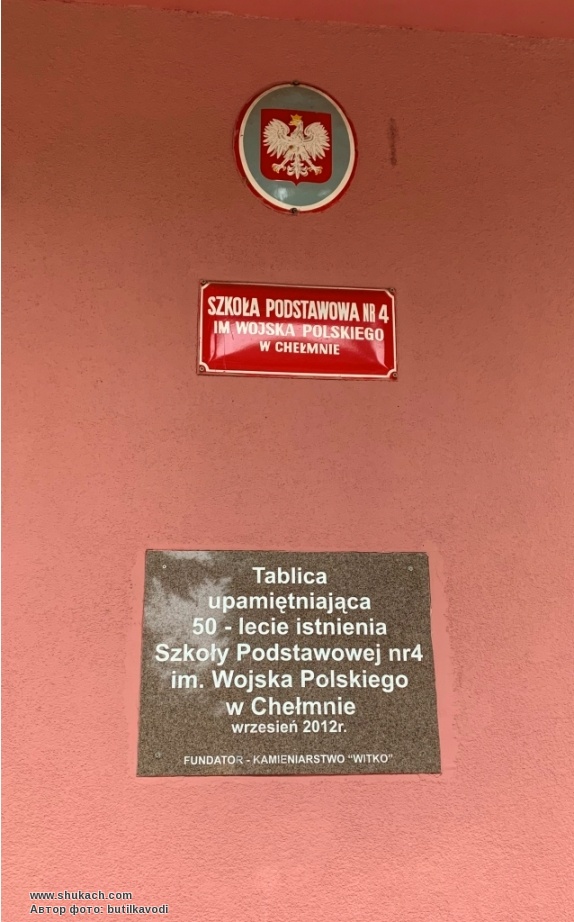 SZKOŁA PODSTAWOWA NR 4
IM WOJSKA POLSKIEGO
W CHEŁMNIE
Tablica
upamiętniająca
50 - lecie istnienia
Szkoły Podstawowej nr4
im. Wojska Polskiego
w Chełmnie
wrzesień 2012r.
FUNDATOR - KAMIENIARSTWO "WITKO"
www.shukach.com
Автор фото: butilkavodi